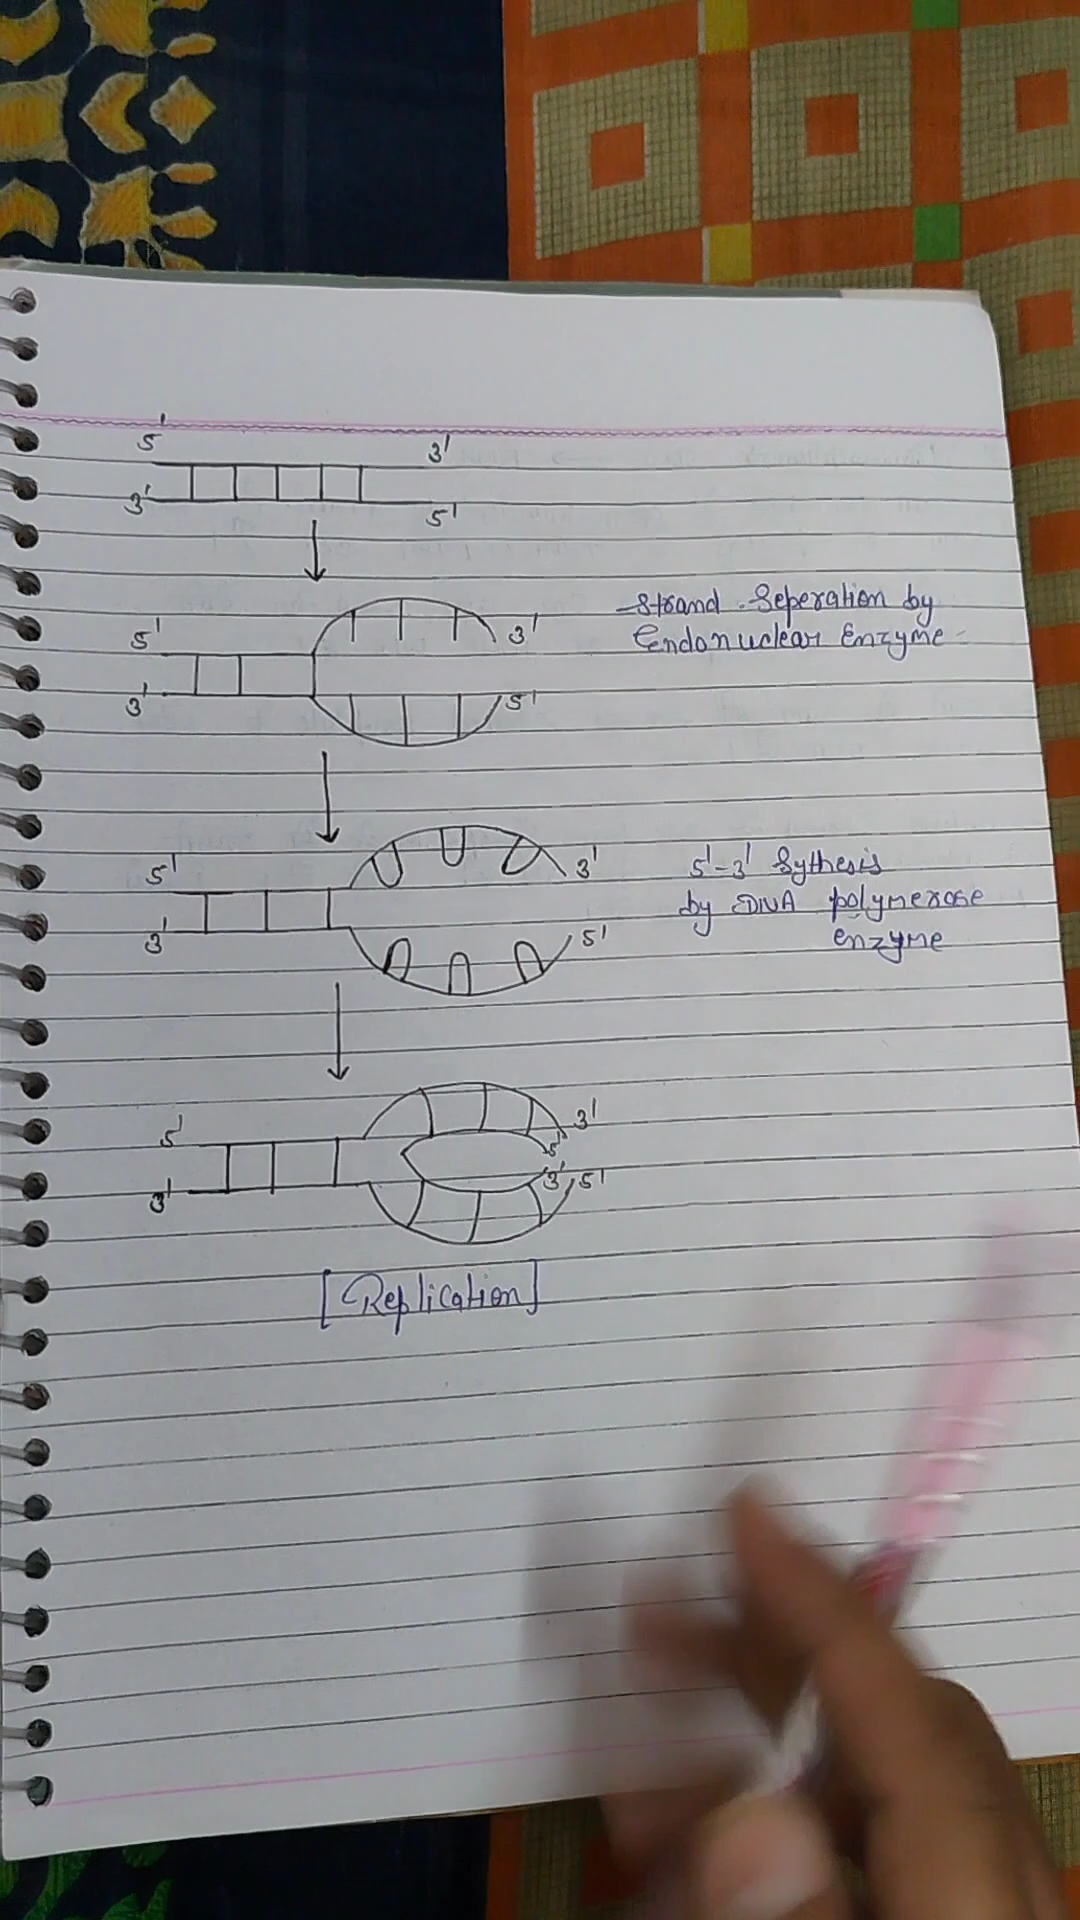 5' 3'
3' 5'
5' 3'
Strand Seperation by
Endonuclear Enzyme
3' 5'
5' 3'
5'-3' Sythesis
by DNA polymerase
enzyme
3' 5'
5' 3'
5'
3' 3' 5'
[Replication]